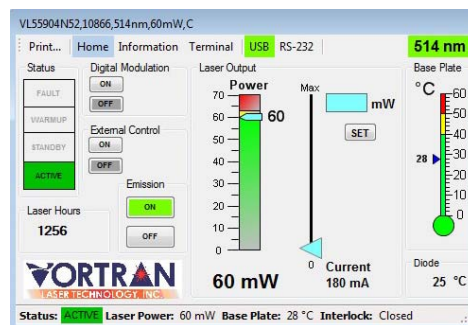 VL55904N52,10866,514nm,60mW,C
Print... Home Information Terminal USB RS-232 514 nm
Status
FAULT
WARMUP
STANDBY
ACTIVE
Digital Modulation
ON
OFF
External Control
ON
OFF
Emission
ON
OFF
Laser Hours
1256
VORTRAN
LASER TECHNOLOGY, INC.
Laser Output
Power
70
60
50
40
30
20
10
0
60
60 mW
Max
0
mW
SET
Current
180 mA
Base Plate
°C
60
50
40
30
20
10
0
28
Diode
25 °C
Status: ACTIVE Laser Power: 60 mW Base Plate: 28 °C Interlock: Closed